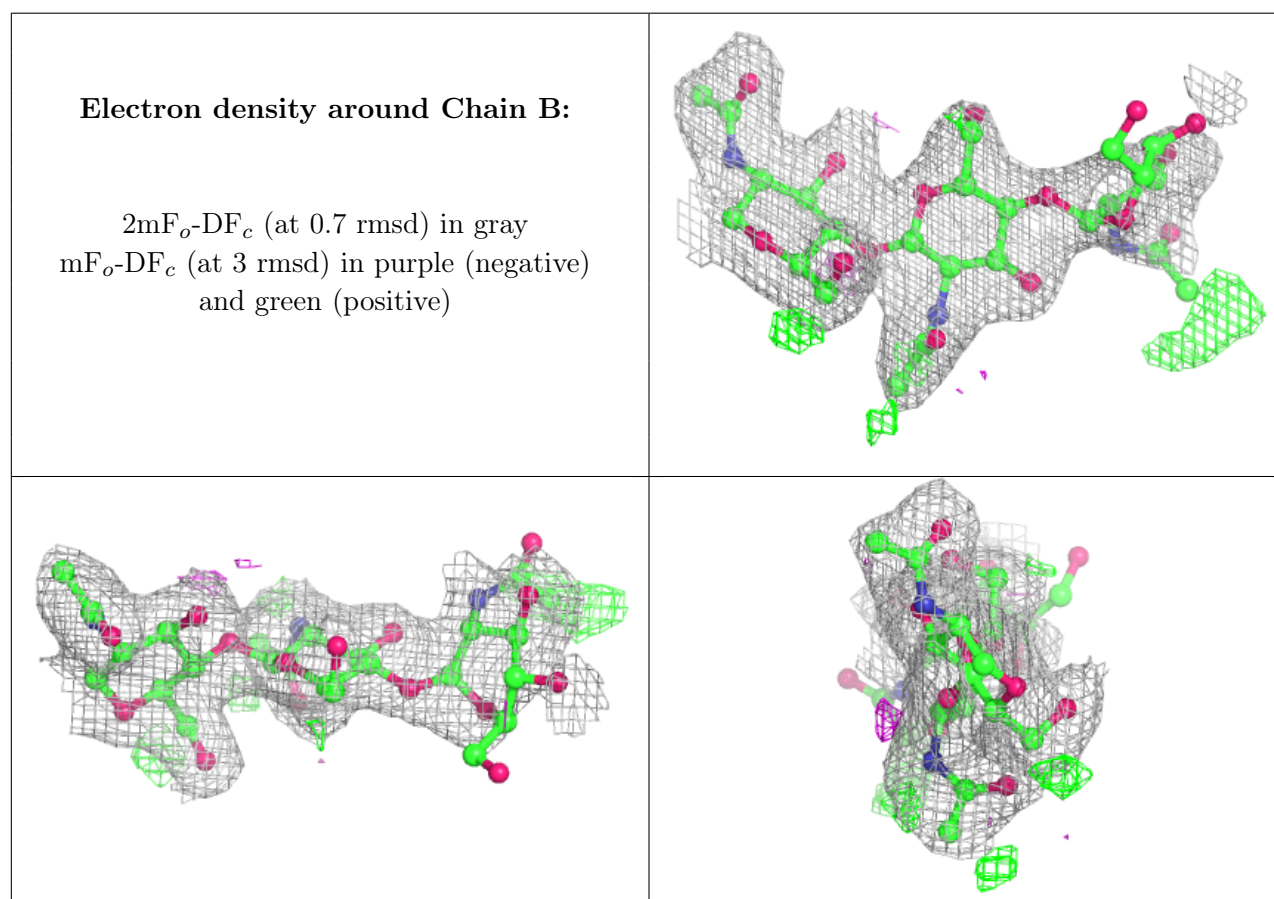 Electron density around Chain B:
2mFo-DFc (at 0.7 rmsd) in gray
mFo-DFc (at 3 rmsd) in purple (negative)
and green (positive)